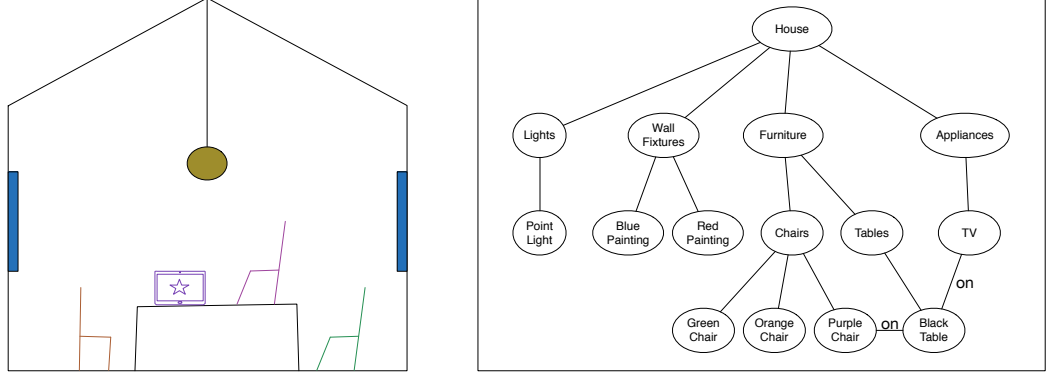 House
Lights
Wall
Fixtures
Furniture
Appliances
Point
Light
Blue
Painting
Red
Painting
Chairs
Tables
TV
on
Green
Chair
Orange
Chair
Purple
Chair
on
Black
Table